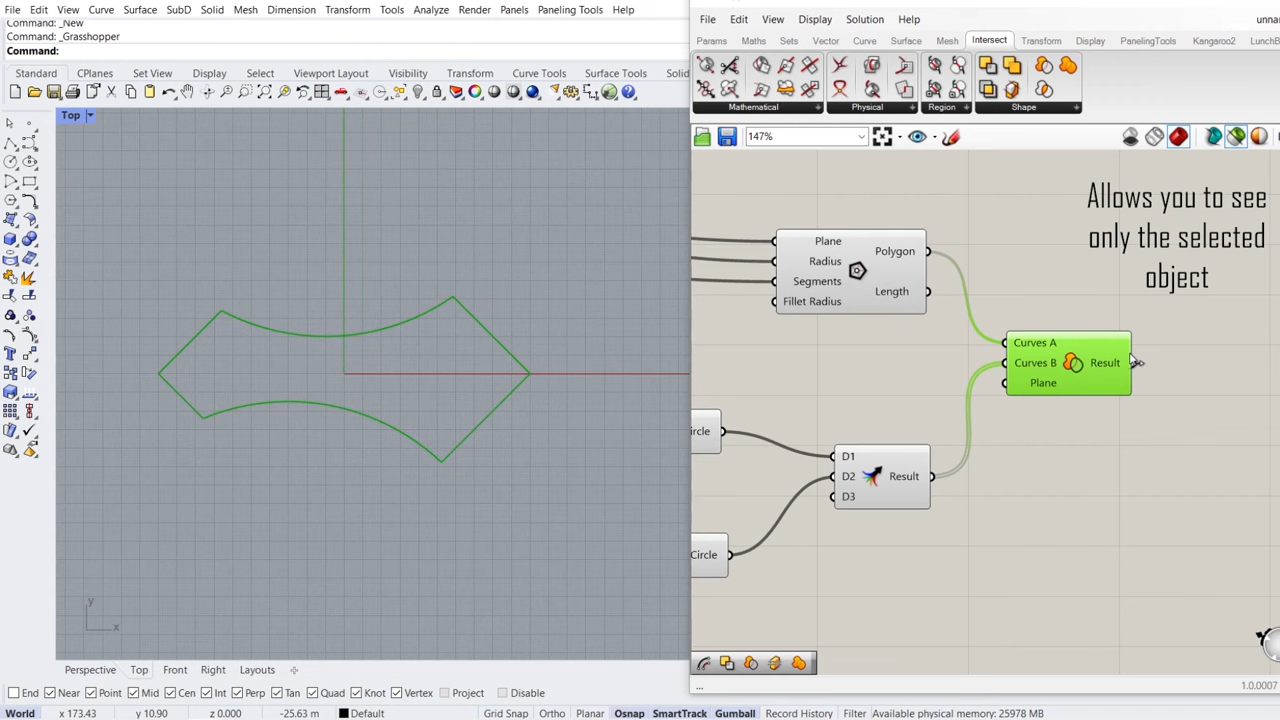 File Edit View Curve Surface SubD Solid Mesh Dimension Transform Tools Analyze Render Panels Paneling Tools Help
Command: _New
Command: _Grasshopper
Command:
Standard CPlanes Set View Display Select Viewport Layout Visibility Transform Curve Tools Surface Tools Solid
Top
File Edit View Display Solution Help unna
Params Maths Sets Vector Curve Surface Mesh Intersect Transform Display PanelingTools Kangaroo2 LunchB
Mathematical Physical Region Shape
147%
Allows you to see
only the selected
object
Plane
Radius
Segments
Fillet Radius
Polygon
Length
Curves A
Curves B
Plane
Result
ircle
D1
D2
D3
Result
Circle
y
x
Perspective Top Front Right Layouts
... 1.0.0007
End Near Point Mid Cen Int Perp Tan Quad Knot Vertex Project Disable
World x 173.43 y 10.90 z 0.000 -25.63 m Default Grid Snap Ortho Planar Osnap SmartTrack Gumball Record History Filter Available physical memory: 25978 MB